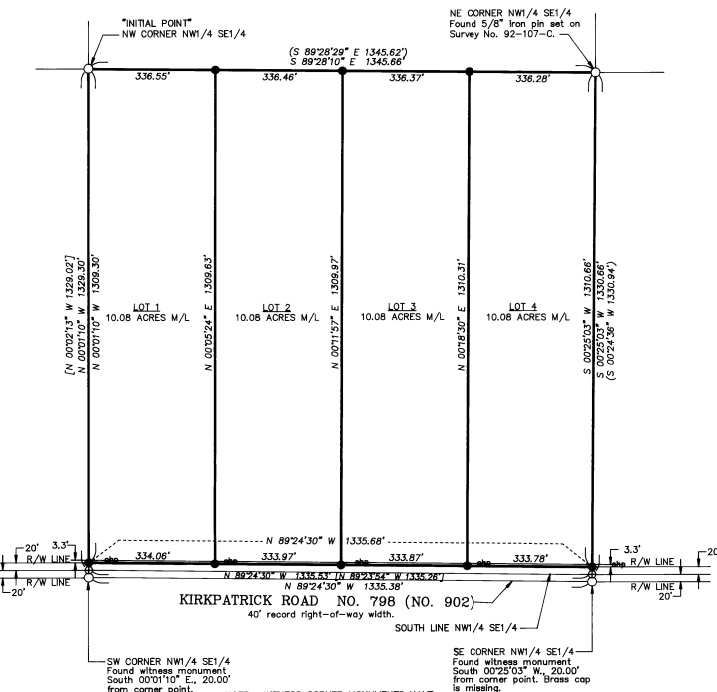 "INITIAL POINT"
NW CORNER NW1/4 SE1/4
NE CORNER NW1/4 SE1/4
Found 5/8" iron pin set on
Survey No. 92-107-C.
(S 89°28'29" E 1345.62')
S 89°28'10" E 1345.66'
336.55'
336.46'
336.37'
336.28'
[N 00°02'13" W 1329.02']
N 00°01'10" W 1329.30'
N 00°01'10" W 1309.30'
LOT 1
10.08 ACRES M/L
N 00°05'24" E 1309.63'
LOT 2
10.08 ACRES M/L
N 00°11'57" E 1309.97'
LOT 3
10.08 ACRES M/L
N 00°18'30" E 1310.31'
LOT 4
10.08 ACRES M/L
S 00°25'03" W 1310.66'
S 00°25'03" W 1330.66'
(S 00°24'36" W 1330.94')
N 89°24'30" W 1335.68'
20'
3.3'
R/W LINE
R/W LINE
20'
ohp
334.06'
ohp
333.97'
ohp
333.87'
ohp
333.78'
ohp
3.3'
R/W LINE
20
R/W LINE
20'
N 89°24'30" W 1335.53' [N 89°23'54" W 1335.26']
N 89°24'30" W 1335.38'
KIRKPATRICK ROAD NO. 798 (NO. 902)
40' record right-of-way width.
SOUTH LINE NW1/4 SE1/4
SW CORNER NW1/4 SE1/4
Found witness monument
South 00°01'10" E., 20.00'
from corner point.
SE CORNER NW1/4 SE1/4
Found witness monument
South 00°25'03" W., 20.00'
from corner point. Brass cap
is missing.